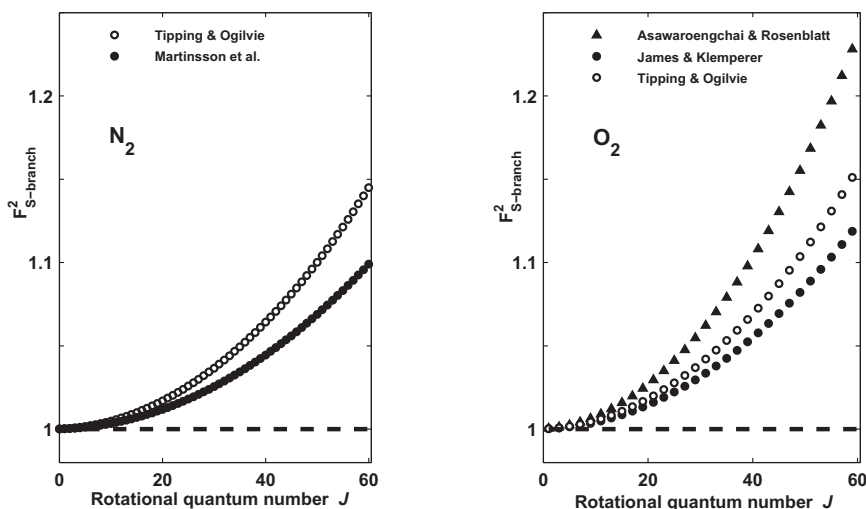 Tipping & Ogilvie
Martinsson et al.
N2
F2S−branch
1.2
1.1
1
0 20 40 60
Rotational quantum number J
Asawaroengchai & Rosenblatt
James & Klemperer
Tipping & Ogilvie
O2
F2S−branch
1.2
1.1
1
0 20 40 60
Rotational quantum number J